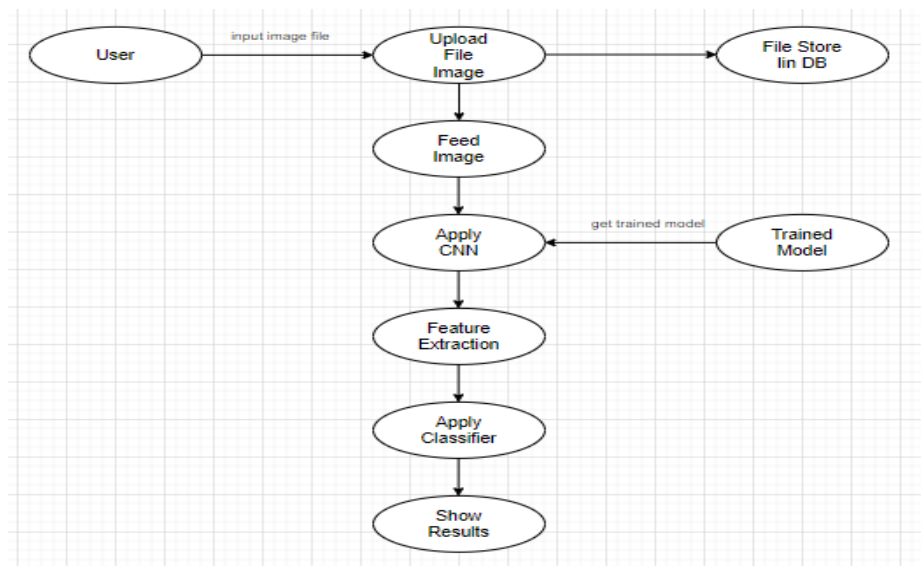 User
input image file
Upload
File
Image
File Store
Iin DB
Feed
Image
Apply
CNN
get trained model
Trained
Model
Feature
Extraction
Apply
Classifier
Show
Results